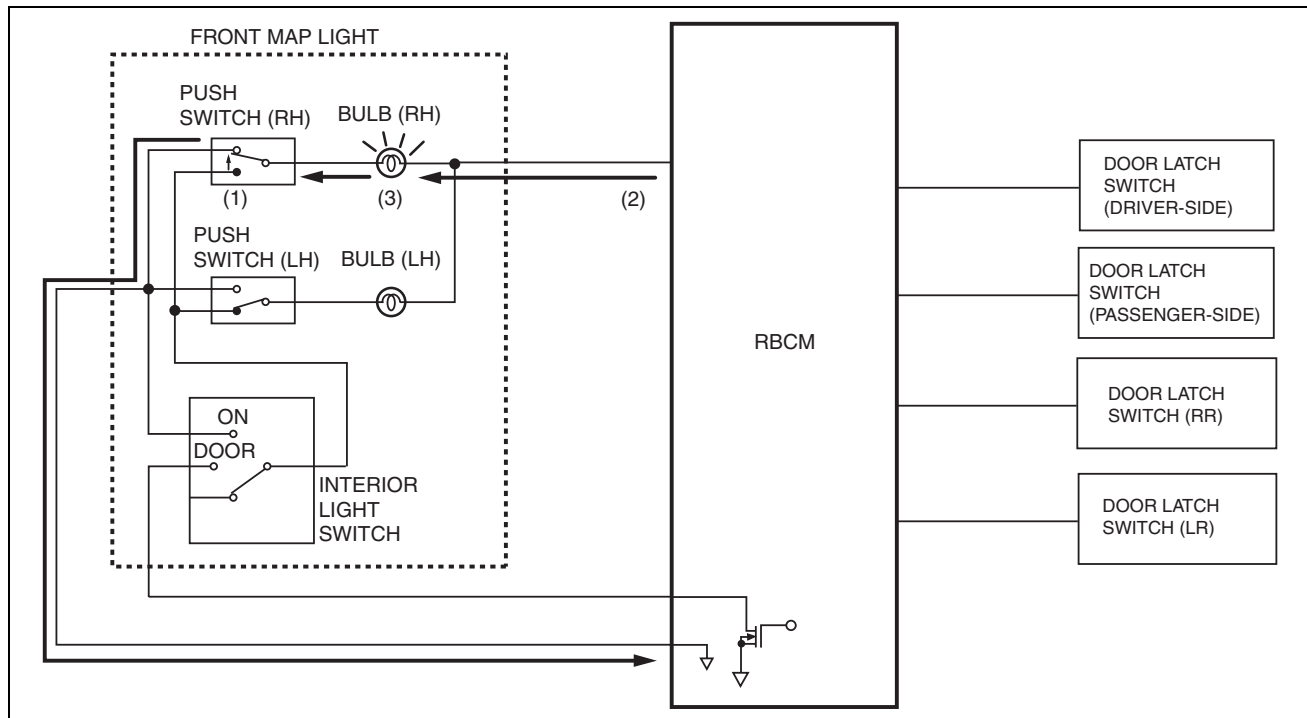 FRONT MAP LIGHT
PUSH
SWITCH (RH)
BULB (RH)
(1)
(3)
(2)
PUSH
SWITCH (LH)
BULB (LH)
ON
DOOR
INTERIOR
LIGHT
SWITCH
RBCM
DOOR LATCH
SWITCH
(DRIVER-SIDE)
DOOR LATCH
SWITCH
(PASSENGER-SIDE)
DOOR LATCH
SWITCH (RR)
DOOR LATCH
SWITCH (LR)